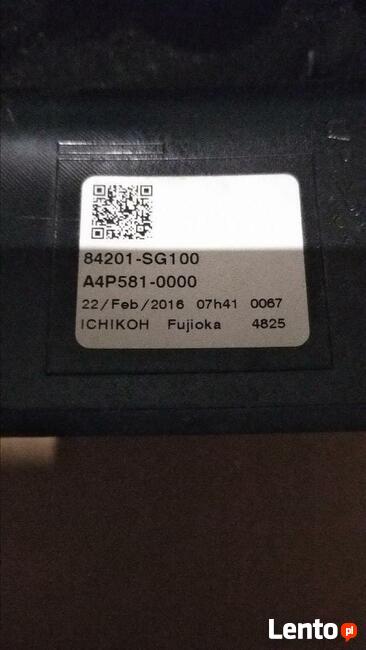 84201-SG100
A4P581-0000
22/Feb/2016 07h41 0067
ICHIKOH Fujioka 4825
Lento pl